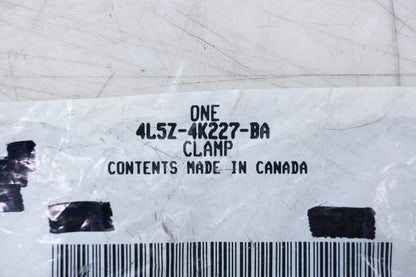 ONE
4L5Z-4K227-BA
CLAMP
CONTENTS MADE IN CANADA